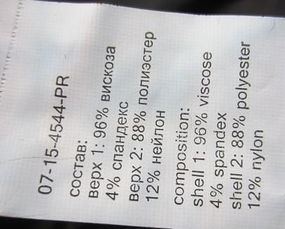 07-15-4544-PR
состав:
верх 1: 96% вискоза
4% спандекс
верх 2: 88% полиэстер
12% нейлон
composition:
shell 1: 96% viscose
4% spandex
shell 2: 88% polyester
12% nylon